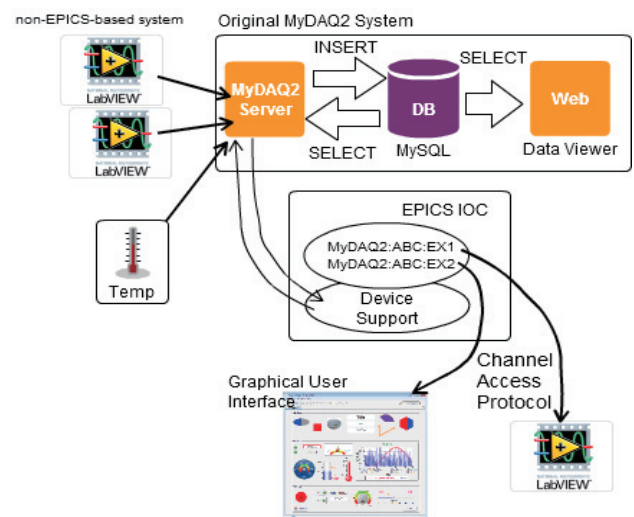 non-EPICS-based system
Original MyDAQ2 System
LabVIEW
LabVIEW
MyDAQ2
Server
INSERT
SELECT
DB
MySQL
SELECT
Web
Data Viewer
Temp
EPICS IOC
MyDAQ2:ABC:EX1
MyDAQ2:ABC:EX2
Device
Support
Graphical User
Interface
Channel
Access
Protocol
LabVIEW